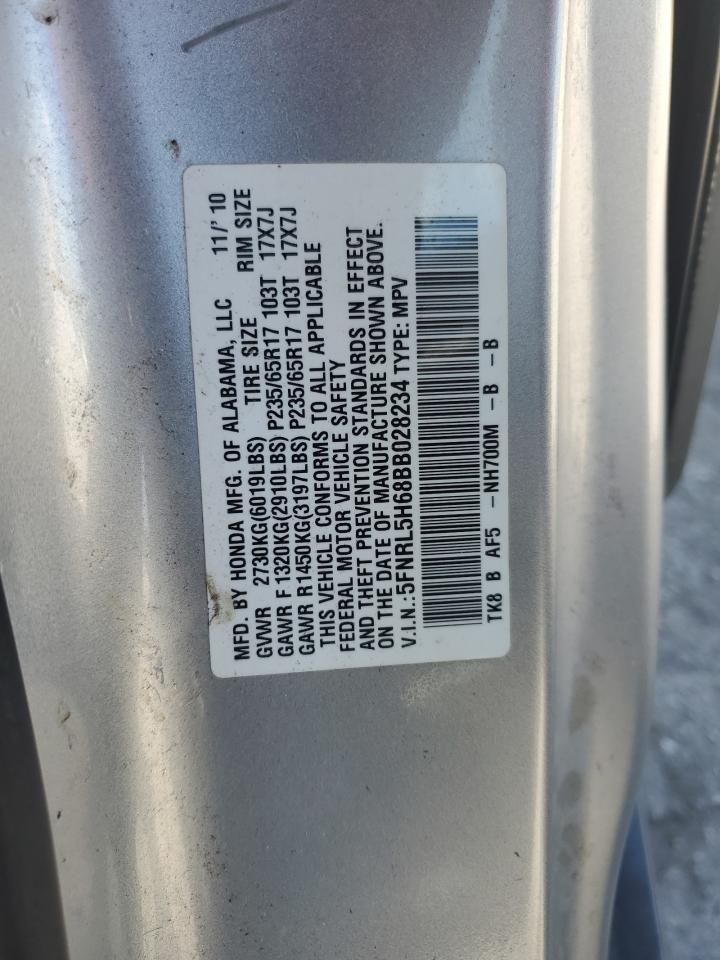 MFD. BY HONDA MFG. OF ALABAMA, LLC 11/'10
GVWR 2730KG(6019LBS) TIRE SIZE RIM SIZE
GAWR F 1320KG(2910LBS) P235/65R17 103T 17X7J
GAWR R 1450KG(3197LBS) P235/65R17 103T 17X7J
THIS VEHICLE CONFORMS TO ALL APPLICABLE
FEDERAL MOTOR VEHICLE SAFETY
AND THEFT PREVENTION STANDARDS IN EFFECT
ON THE DATE OF MANUFACTURE SHOWN ABOVE.
V.I.N.:5FNRL5H68BB028234 TYPE: MPV
TK8 B AF5 -NH700M - B - B